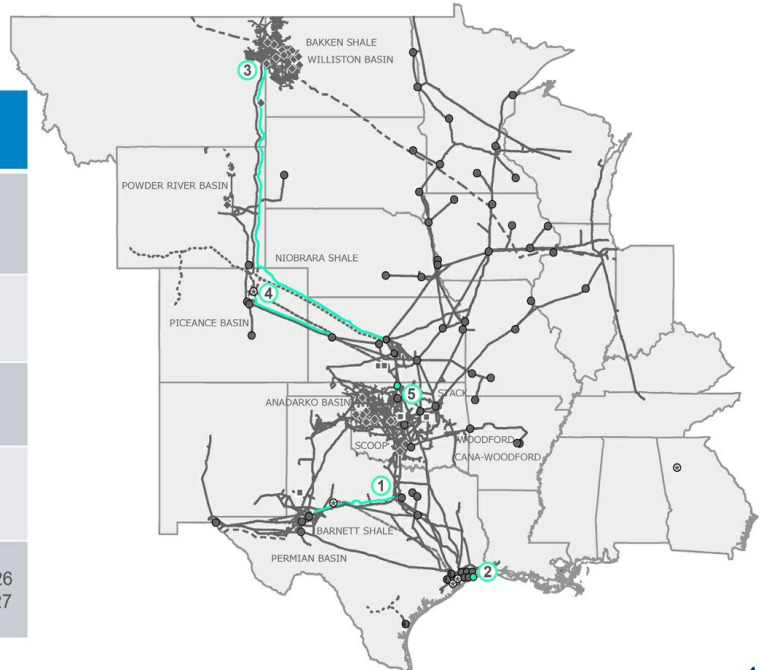 BAKKEN SHALE
WILLISTON BASIN
3
POWDER RIVER BASIN
NIOBRARA SHALE
4
PICEANCE BASIN
5
STACK
ANADARKO BASIN
SCOOP
WOODFORD
CANA-WOODFORD
1
BARNETT SHALE
PERMIAN BASIN
2
26
27